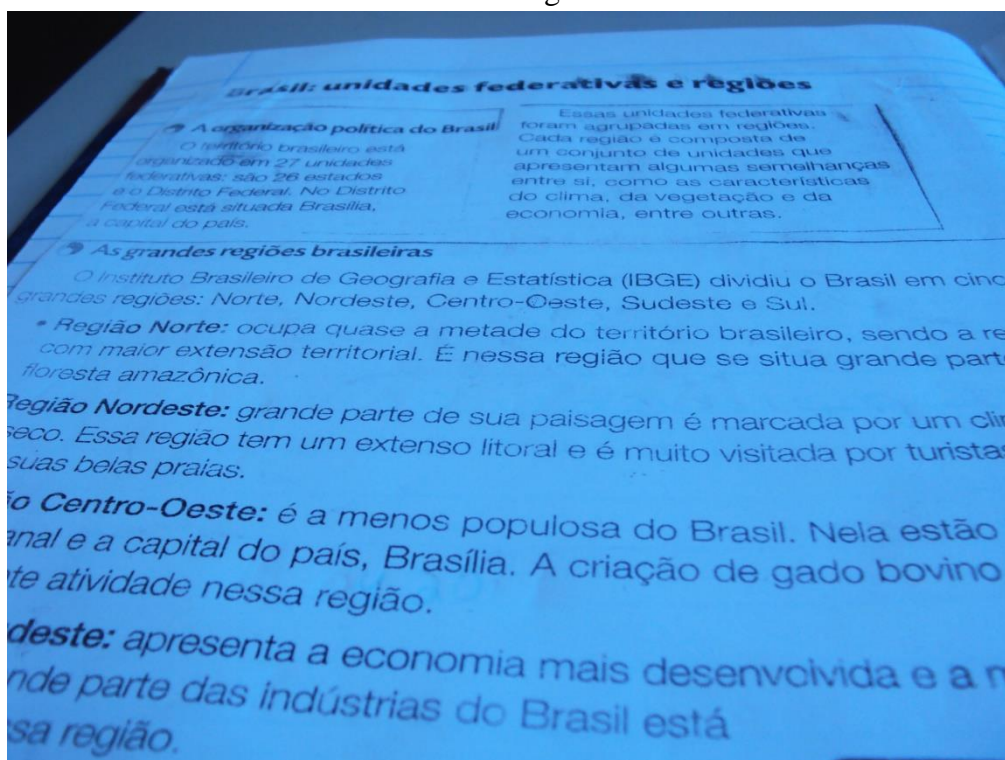 Brasil: unidades federativas e regiões
A organização política do Brasil
O território brasileiro está
organizado em 27 unidades
federativas: são 26 estados
e o Distrito Federal. No Distrito
Federal está situada Brasília,
a capital do país.
Essas unidades federativas
foram agrupadas em regiões.
Cada região é composta de
um conjunto de unidades que
apresentam algumas semelhanças
entre si, como as características
do clima, da vegetação e da
economia, entre outras.
As grandes regiões brasileiras
O Instituto Brasileiro de Geografia e Estatística (IBGE) dividiu o Brasil em cinc
grandes regiões: Norte, Nordeste, Centro-Oeste, Sudeste e Sul.
• Região Norte: ocupa quase a metade do território brasileiro, sendo a re
com maior extensão territorial. É nessa região que se situa grande part
floresta amazônica.
Região Nordeste: grande parte de sua paisagem é marcada por um cli
seco. Essa região tem um extenso litoral e é muito visitada por turistas
suas belas praias.
o Centro-Oeste: é a menos populosa do Brasil. Nela estão
anal e a capital do país, Brasília. A criação de gado bovino
te atividade nessa região.
deste: apresenta a economia mais desenvolvida e a
nde parte das indústrias do Brasil está
sa região.